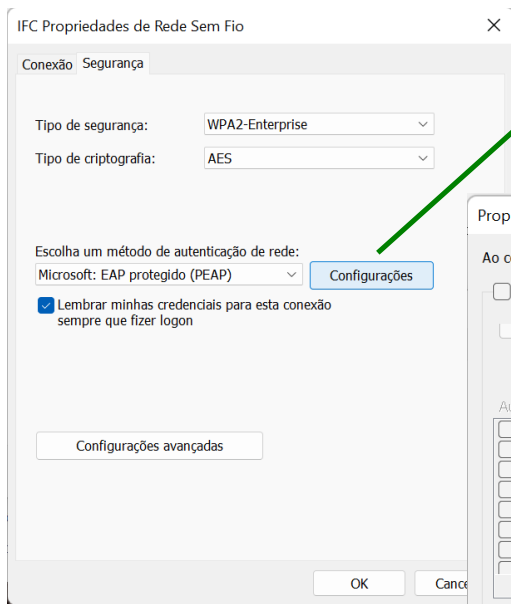 IFC Propriedades de Rede Sem Fio
Conexão Segurança
Tipo de segurança: WPA2-Enterprise
Tipo de criptografia: AES
Escolha um método de autenticação de rede:
Microsoft: EAP protegido (PEAP) Configurações
Lembrar minhas credenciais para esta conexão
sempre que fizer logon
Configurações avançadas
OK Cance
Prop
Ao c